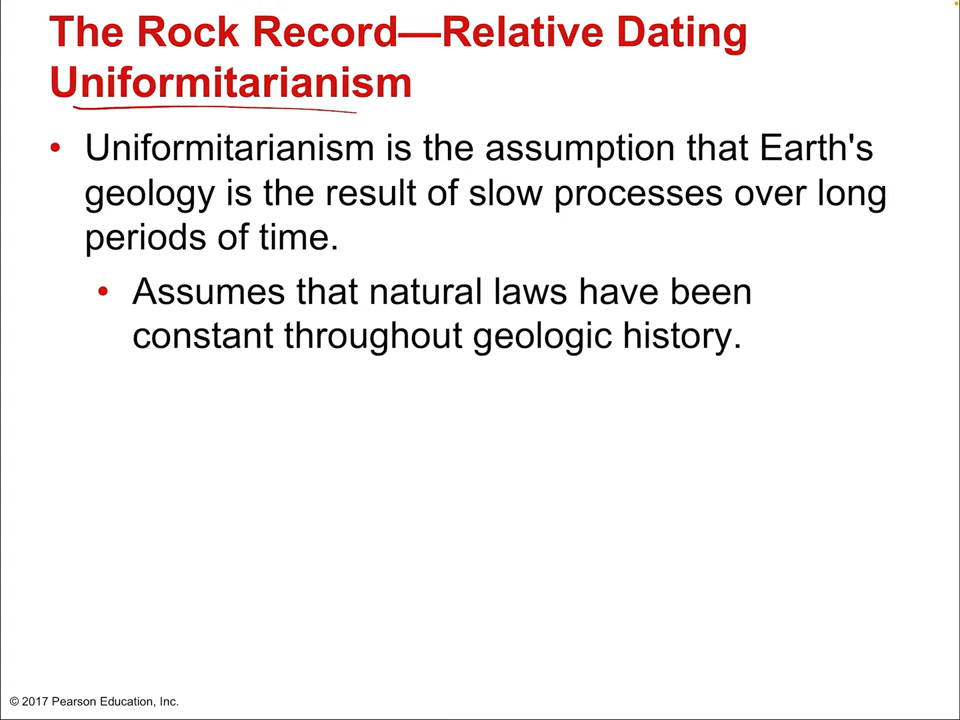 The Rock Record—Relative Dating
Uniformitarianism
• Uniformitarianism is the assumption that Earth's
geology is the result of slow processes over long
periods of time.
• Assumes that natural laws have been
constant throughout geologic history.
© 2017 Pearson Education, Inc.